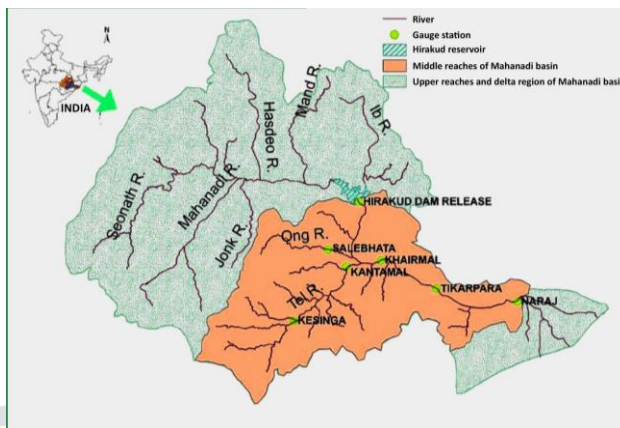 N
INDIA
River
Gauge station
Hirakud reservoir
Middle reaches of Mahanadi basin
Upper reaches and delta region of Mahanadi basi
Seonath R.
Mahanadi R.
Hasdeo R.
Mand R.
Ib R.
Jonk R.
HIRAKUD DAM RELEASE
Ong R.
SALEBHATA
KHAIRMAL
KANTAMAL
Tel R.
TIKARPARA
NARAJ
KESINGA